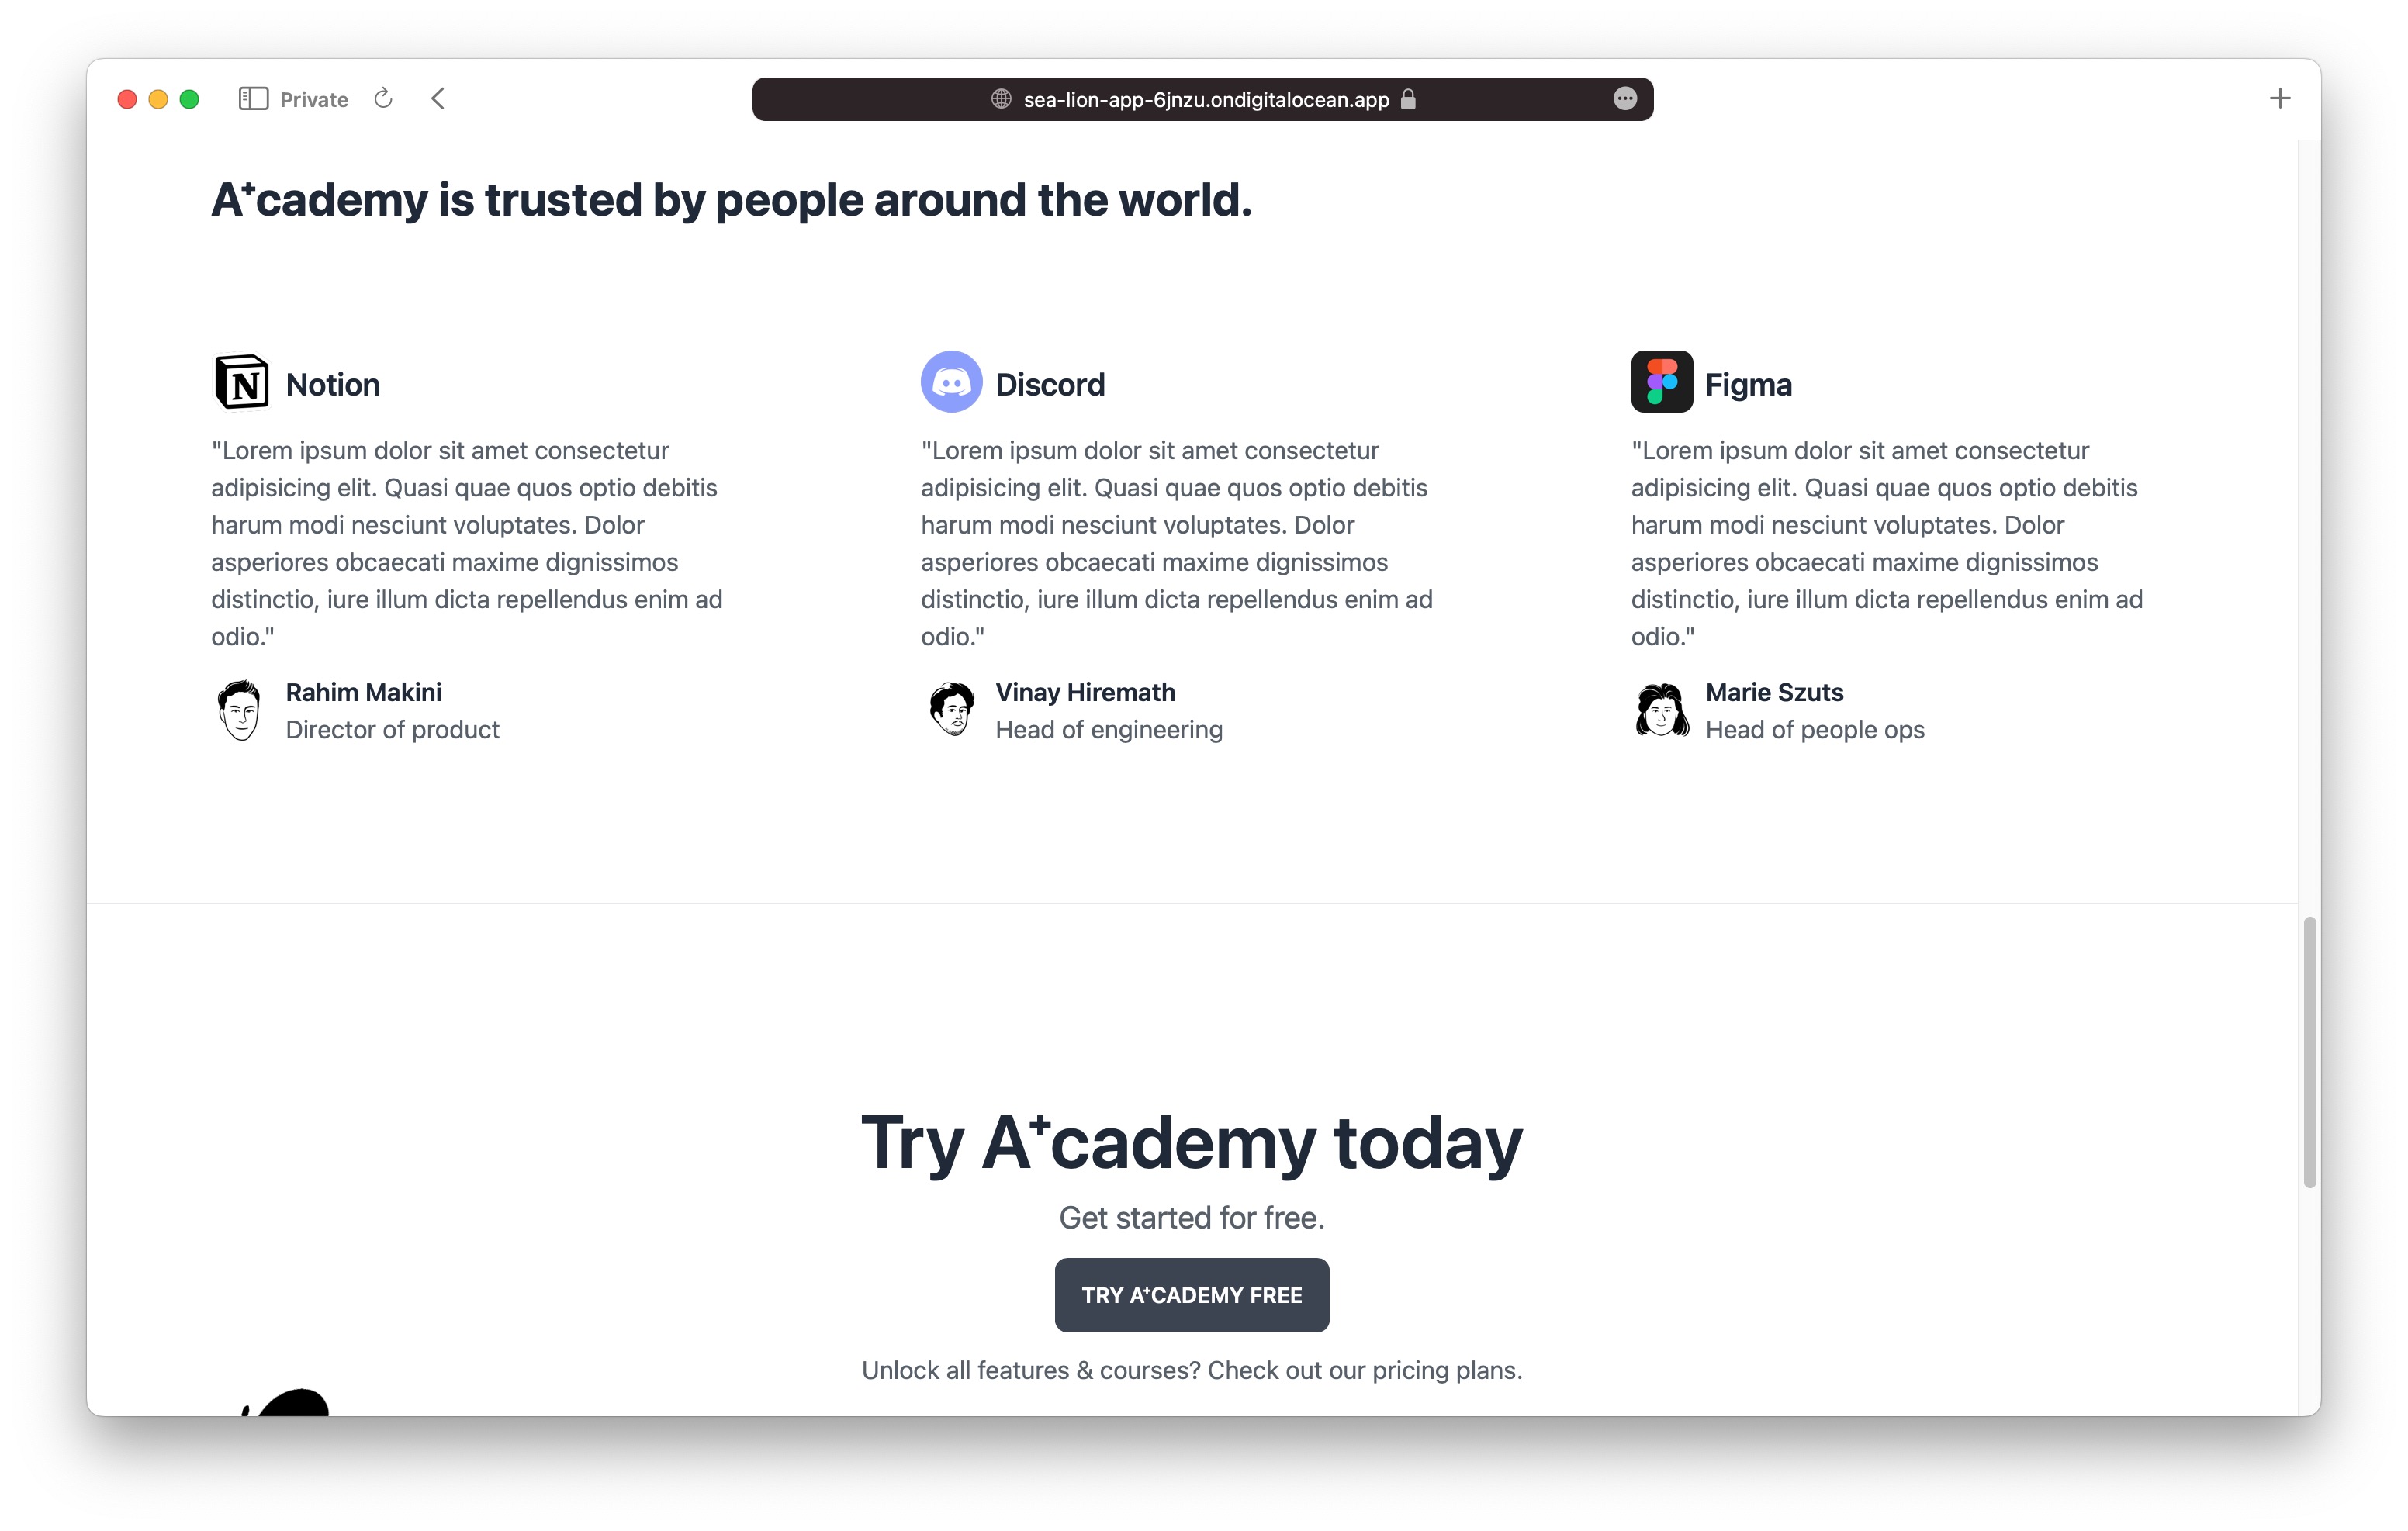 Private
sea-lion-app-6jnzu.ondigitalocean.app
A⁺cademy is trusted by people around the world.
N Notion
"Lorem ipsum dolor sit amet consectetur
adipisicing elit. Quasi quae quos optio debitis
harum modi nesciunt voluptates. Dolor
asperiores obcaecati maxime dignissimos
distinctio, iure illum dicta repellendus enim ad
odio."
Rahim Makini
Director of product
Discord
"Lorem ipsum dolor sit amet consectetur
adipisicing elit. Quasi quae quos optio debitis
harum modi nesciunt voluptates. Dolor
asperiores obcaecati maxime dignissimos
distinctio, iure illum dicta repellendus enim ad
odio."
Vinay Hiremath
Head of engineering
Figma
"Lorem ipsum dolor sit amet consectetur
adipisicing elit. Quasi quae quos optio debitis
harum modi nesciunt voluptates. Dolor
asperiores obcaecati maxime dignissimos
distinctio, iure illum dicta repellendus enim ad
odio."
Marie Szuts
Head of people ops
Try A⁺cademy today
Get started for free.
TRY A⁺CADEMY FREE
Unlock all features & courses? Check out our pricing plans.